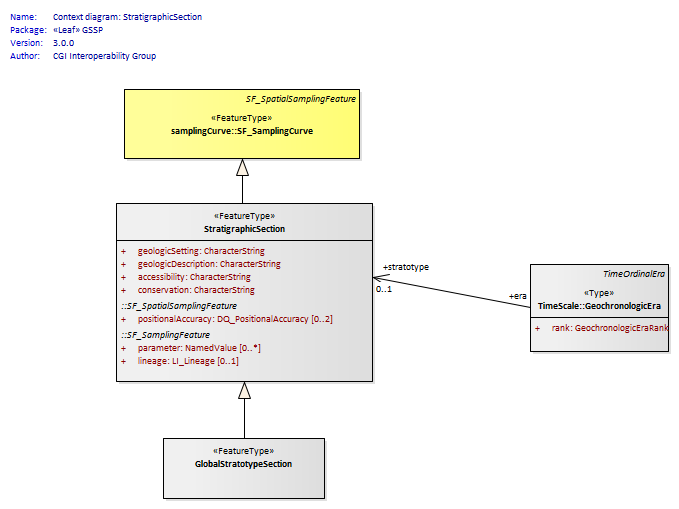 Name: Context diagram: StratigraphicSection
Package: «Leaf» GSSP
Version: 3.0.0
Author: CGI Interoperability Group
SF_SpatialSamplingFeature
«FeatureType»
samplingCurve::SF_SamplingCurve
«FeatureType»
StratigraphicSection
+ geologicSetting: CharacterString
+ geologicDescription: CharacterString
+ accessibility: CharacterString
+ conservation: CharacterString
::SF_SpatialSamplingFeature
+ positionalAccuracy: DQ_PositionalAccuracy [0..2]
::SF_SamplingFeature
+ parameter: NamedValue [0..*]
+ lineage: LI_Lineage [0..1]
+stratotype
0..1
+era
TimeOrdinalEra
«Type»
TimeScale::GeochronologicEra
+ rank: GeochronologicEraRank
«FeatureType»
GlobalStratotypeSection